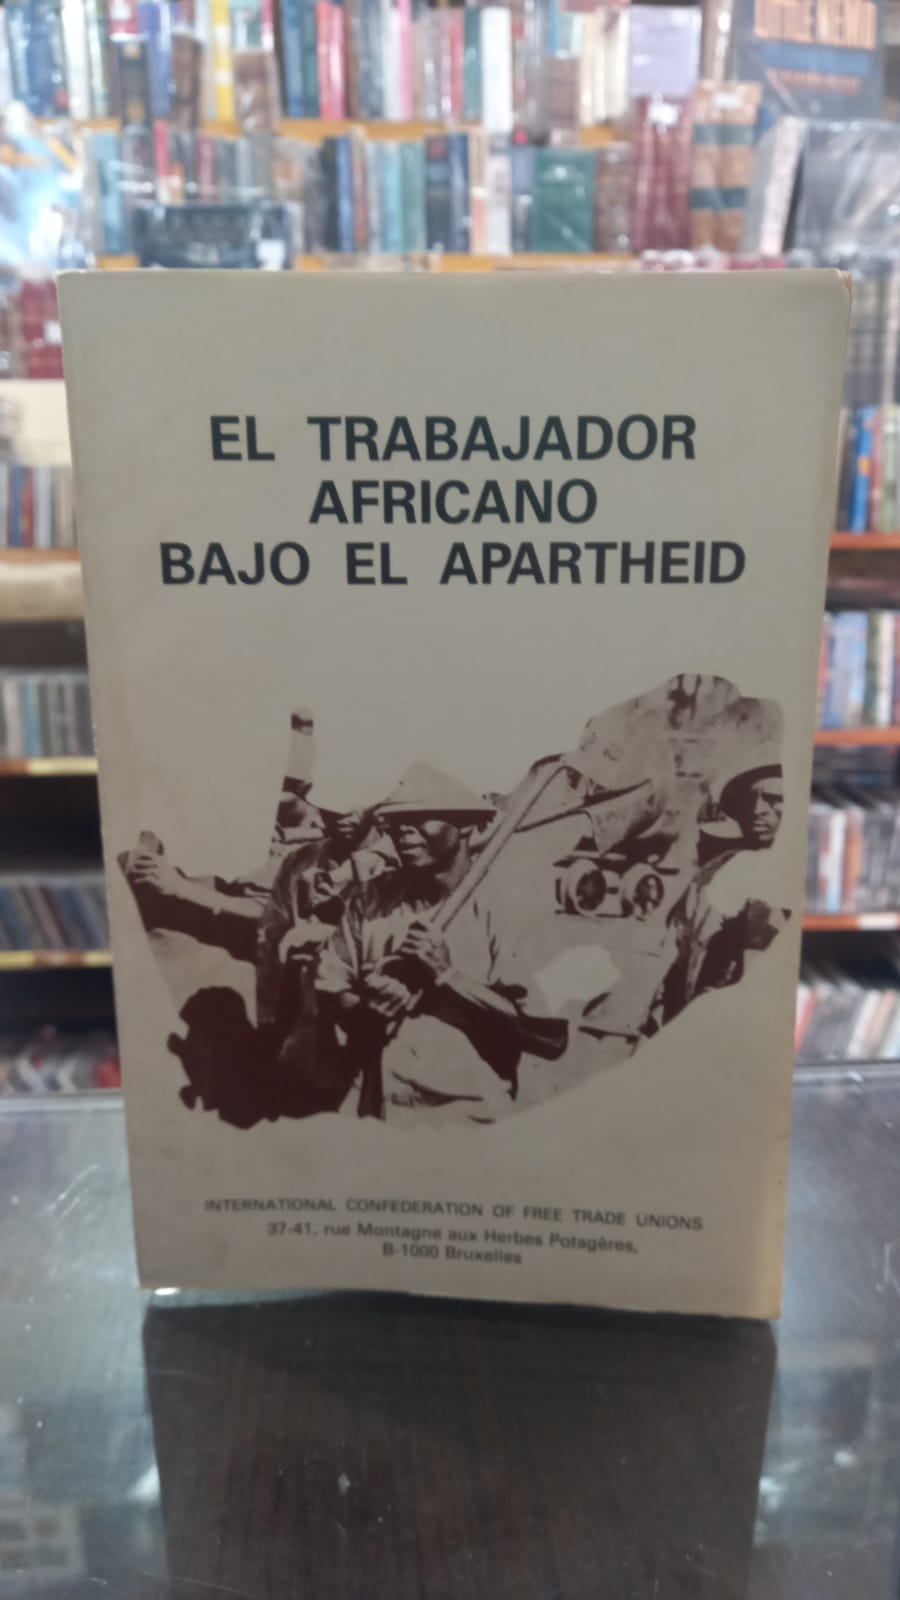 EL TRABAJADOR
AFRICANO
BAJO EL APARTHEID
INTERNATIONAL CONFEDERATION OF FREE TRADE UNIONS
37-41, rue Montagne aux Herbes Potagères,
B-1000 Bruxelles